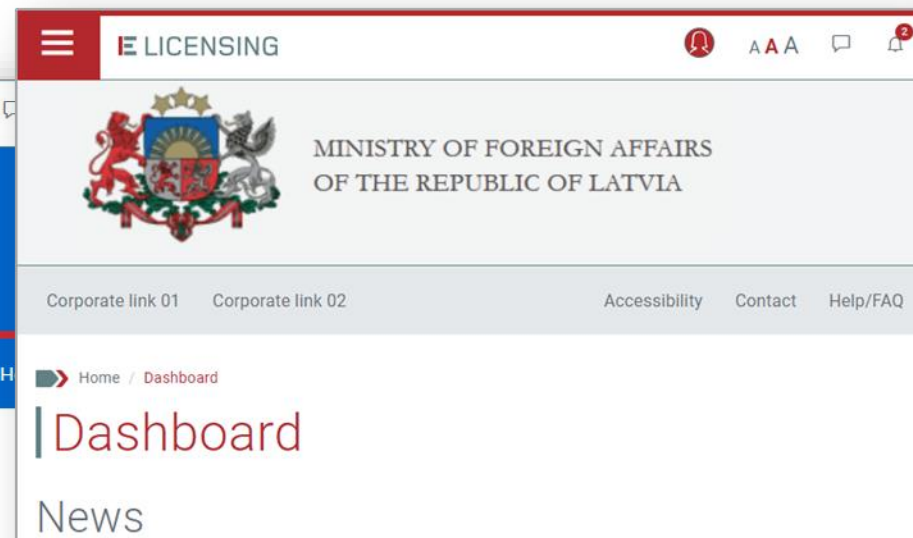 E LICENSING
A A A
2
MINISTRY OF FOREIGN AFFAIRS
OF THE REPUBLIC OF LATVIA
Corporate link 01 Corporate link 02 Accessibility Contact Help/FAQ
Home / Dashboard
Dashboard
News